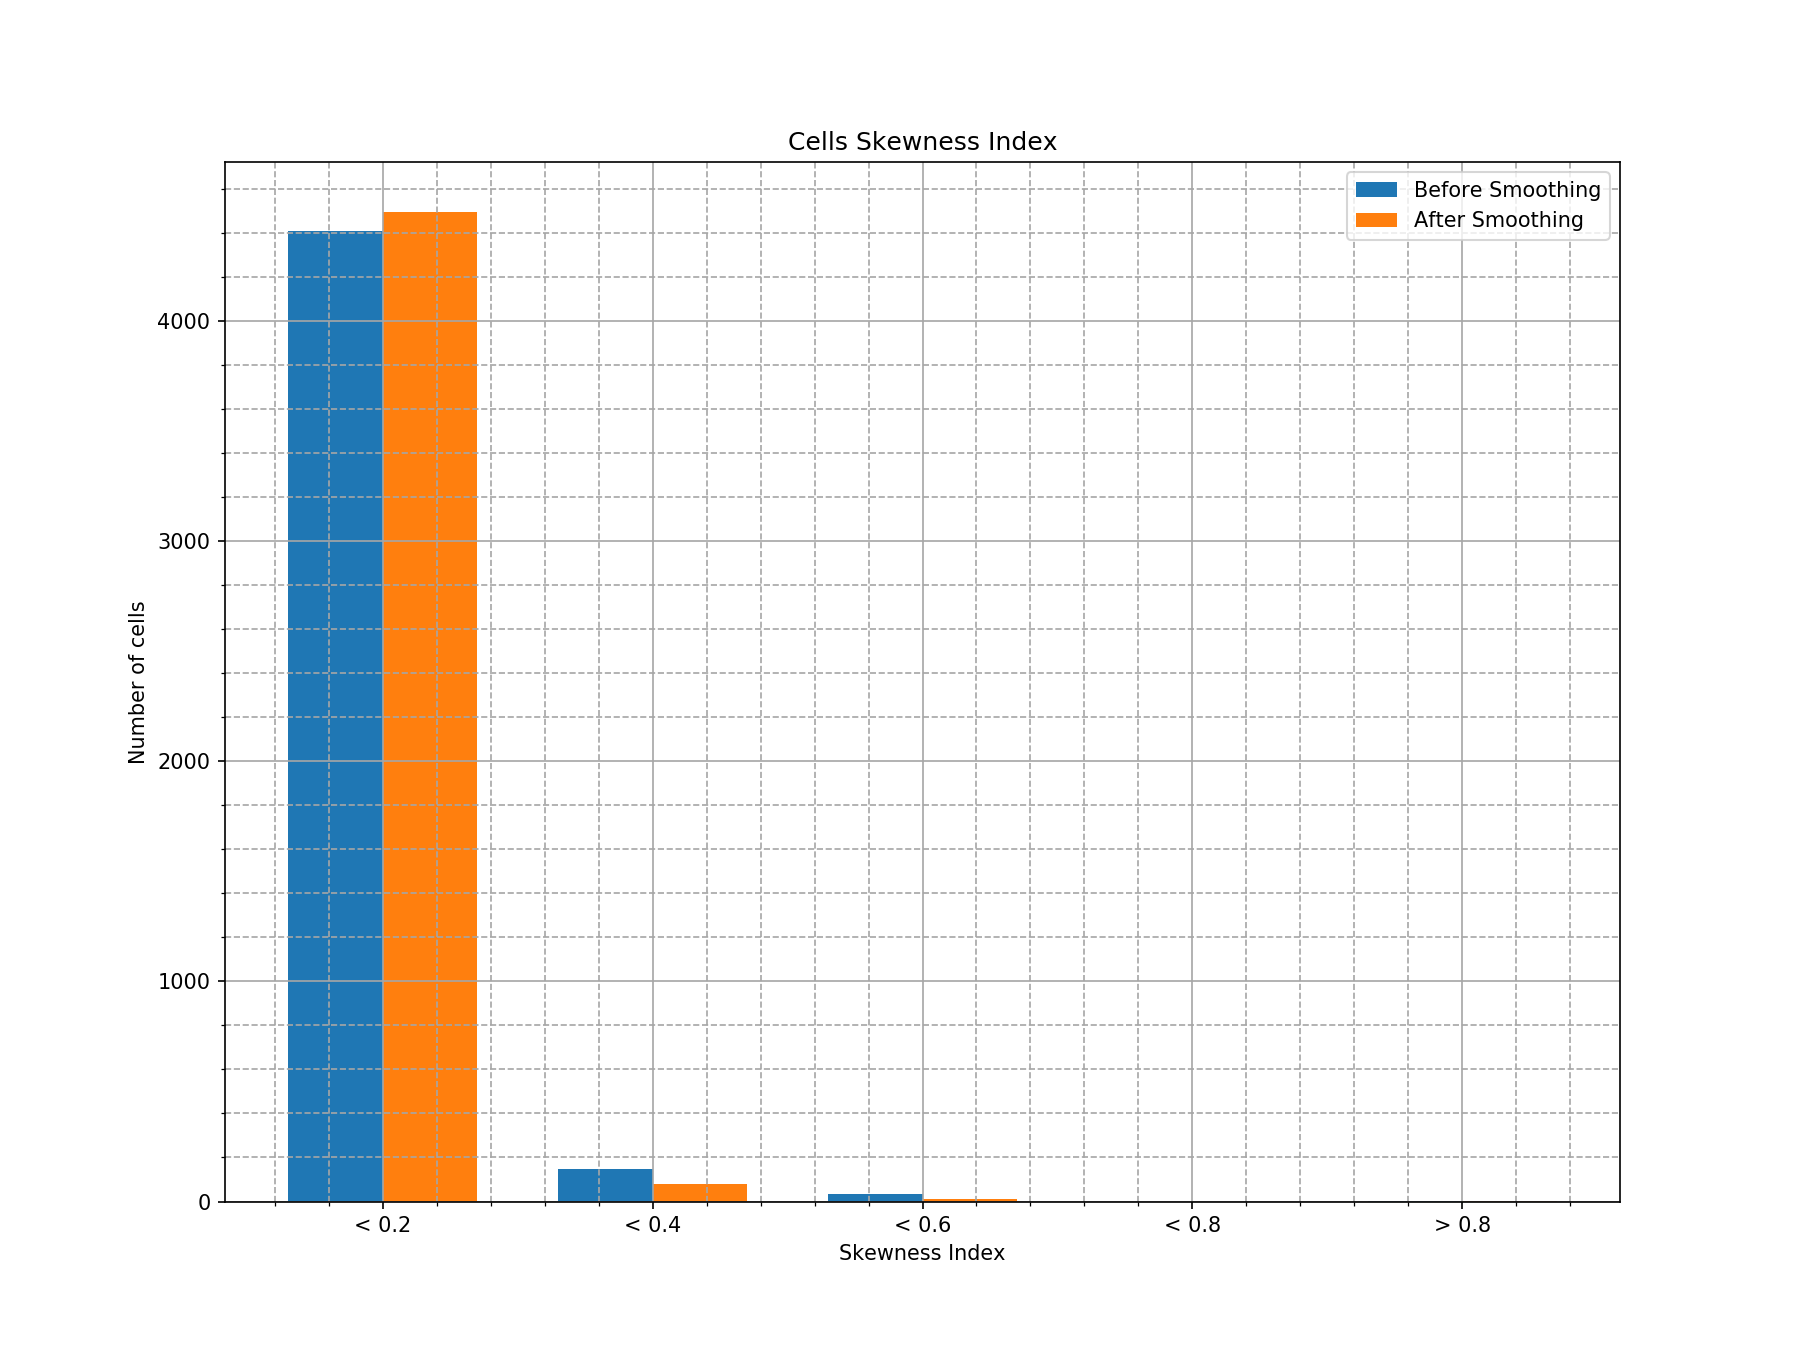 Cells Skewness Index
Before Smoothing
After Smoothing
Number of cells
4000
3000
2000
1000
0
< 0.2
< 0.4
< 0.6
< 0.8
> 0.8
Skewness Index